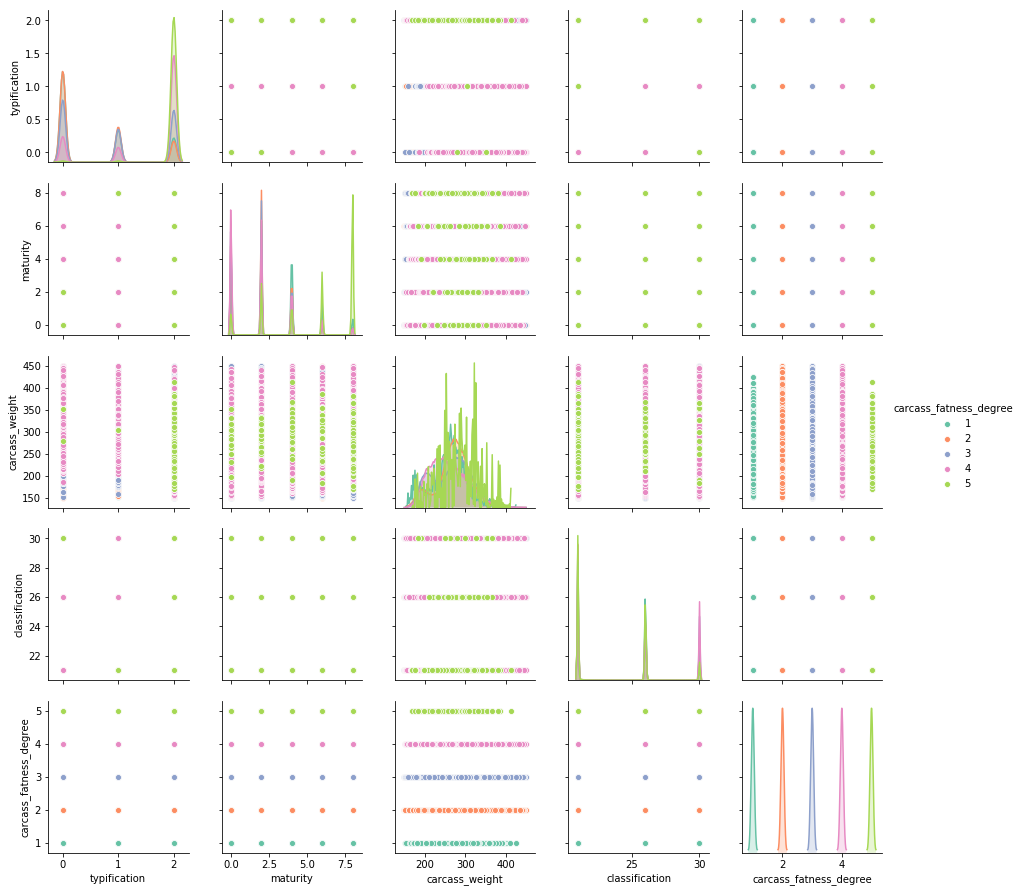 typification
2.0
1.5
1.0
0.5
0.0
maturity
8
6
4
2
0
carcass_weight
450
400
350
300
250
200
150
carcass_fatness_degree
1
2
3
4
5
classification
30
28
26
24
22
carcass_fatness_degree
5
4
3
2
1
0 1 2
0.0 2.5 5.0 7.5
200 300 400
25 30
2 4
typification
maturity
carcass_weight
classification
carcass_fatness_degree